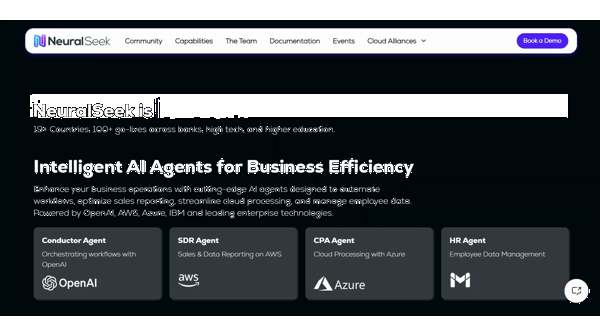 NeuralSeek
Community Capabilities The Team Documentation Events Cloud Alliances Book a Demo
NeuralSeek is
Countries, 100+ go-lives across banks, high tech, and higher education.
Intelligent AI Agents for Business Efficiency
Enhance your business operations with cutting-edge AI agents designed to automate
workflows, optimize sales reporting, streamline cloud processing, and manage employee data.
Powered by OpenAI, AWS, Azure, IBM and leading enterprise technologies.
Conductor Agent
Orchestrating workflows with
OpenAI
OpenAI
SDR Agent
Sales & Data Reporting on AWS
aws
CPA Agent
Cloud Processing with Azure
Azure
HR Agent
Employee Data Management